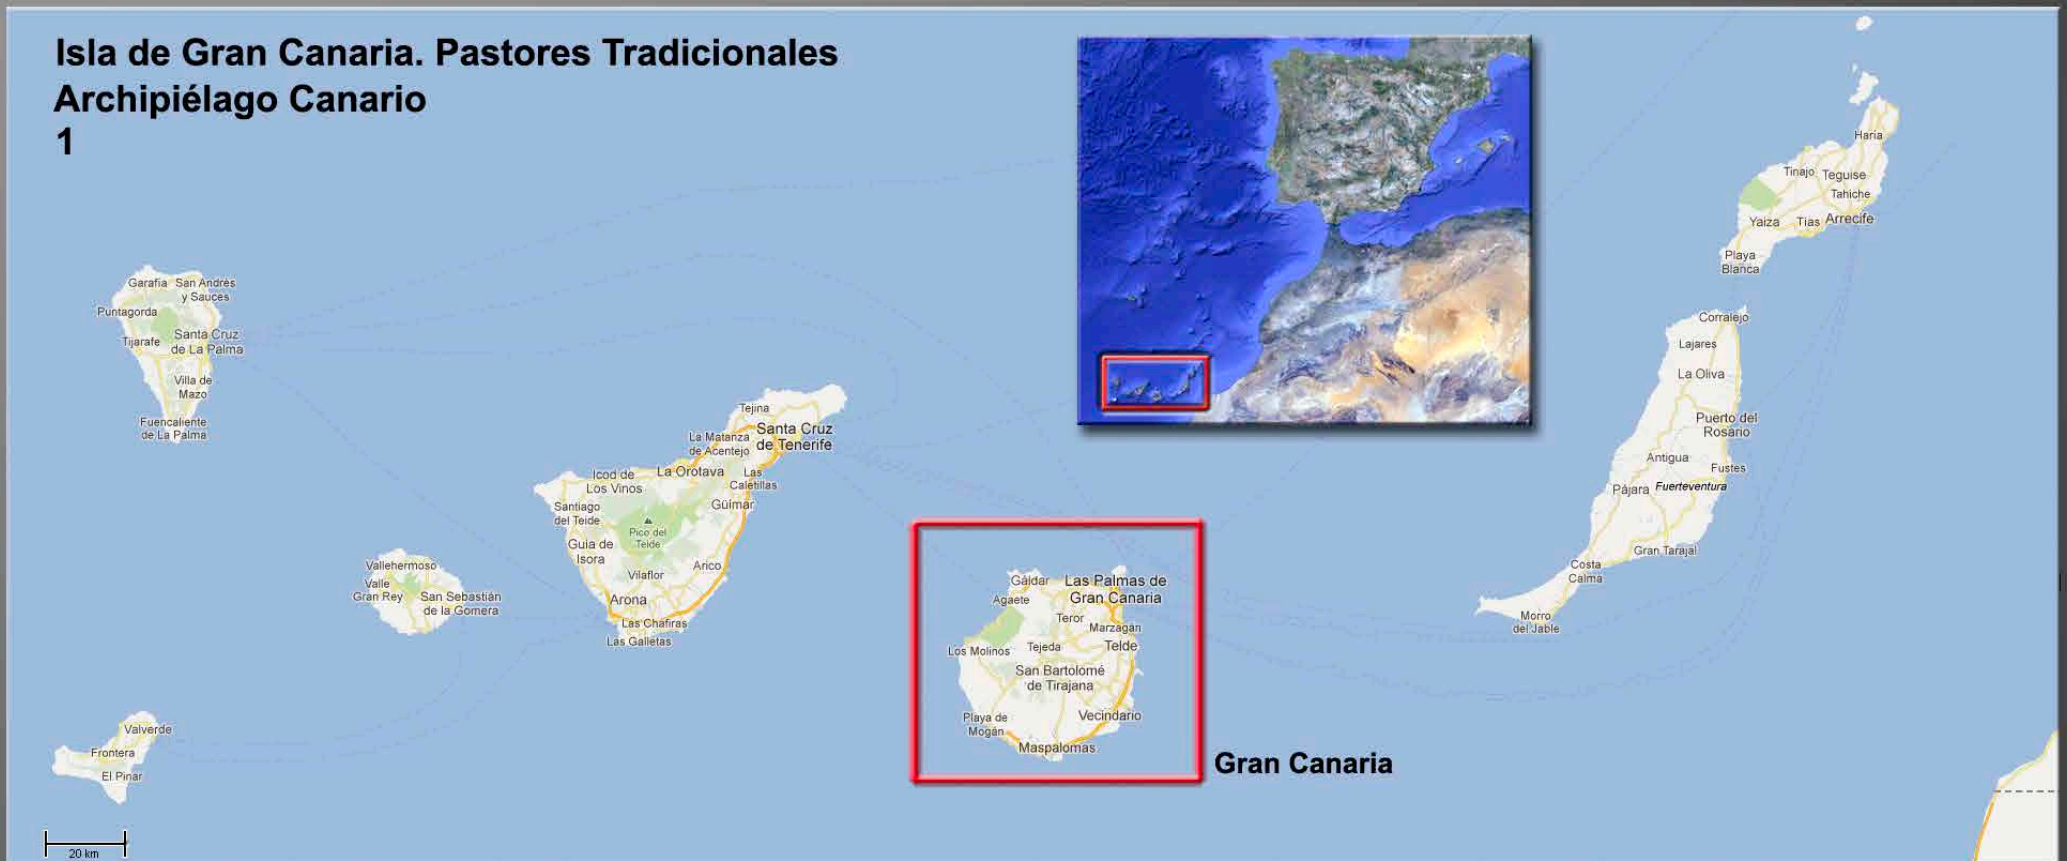 Isla de Gran Canaria. Pastores Tradicionales
Archipiélago Canario
1
Haría
Tinajo
Teguise
Tahiche
Yaiza
Tías
Arrecife
Playa
Blanca
Garafía
San Andrés
y Sauces
Puntagorda
Tijarafe
Santa Cruz
de La Palma
Villa de
Mazo
Fuencaliente
de La Palma
Corralejo
Lajares
La Oliva
Puerto del
Rosario
Antigua
Fustes
Pájara
Fuerteventura
Gran Tarajal
Costa
Calma
Morro
del Jable
Tejina
Santa Cruz
de Tenerife
La Matanza
de Acentejo
La Orotava
Las
Caletillas
Icod de
Los Vinos
Güímar
Santiago
del Teide
Pico del
Teide
Guia de
Isora
Vilaflor
Arico
Arona
Las Chafiras
Las Galletas
Vallehermoso
Valle
Gran Rey
San Sebastián
de la Gomera
Gáldar
Las Palmas de
Gran Canaria
Agaete
Teror
Marzagán
Los Molinos
Tejeda
Telde
San Bartolomé
de Tirajana
Playa de
Mogán
Vecindario
Maspalomas
Gran Canaria
Valverde
Frontera
El Pinar
20 km